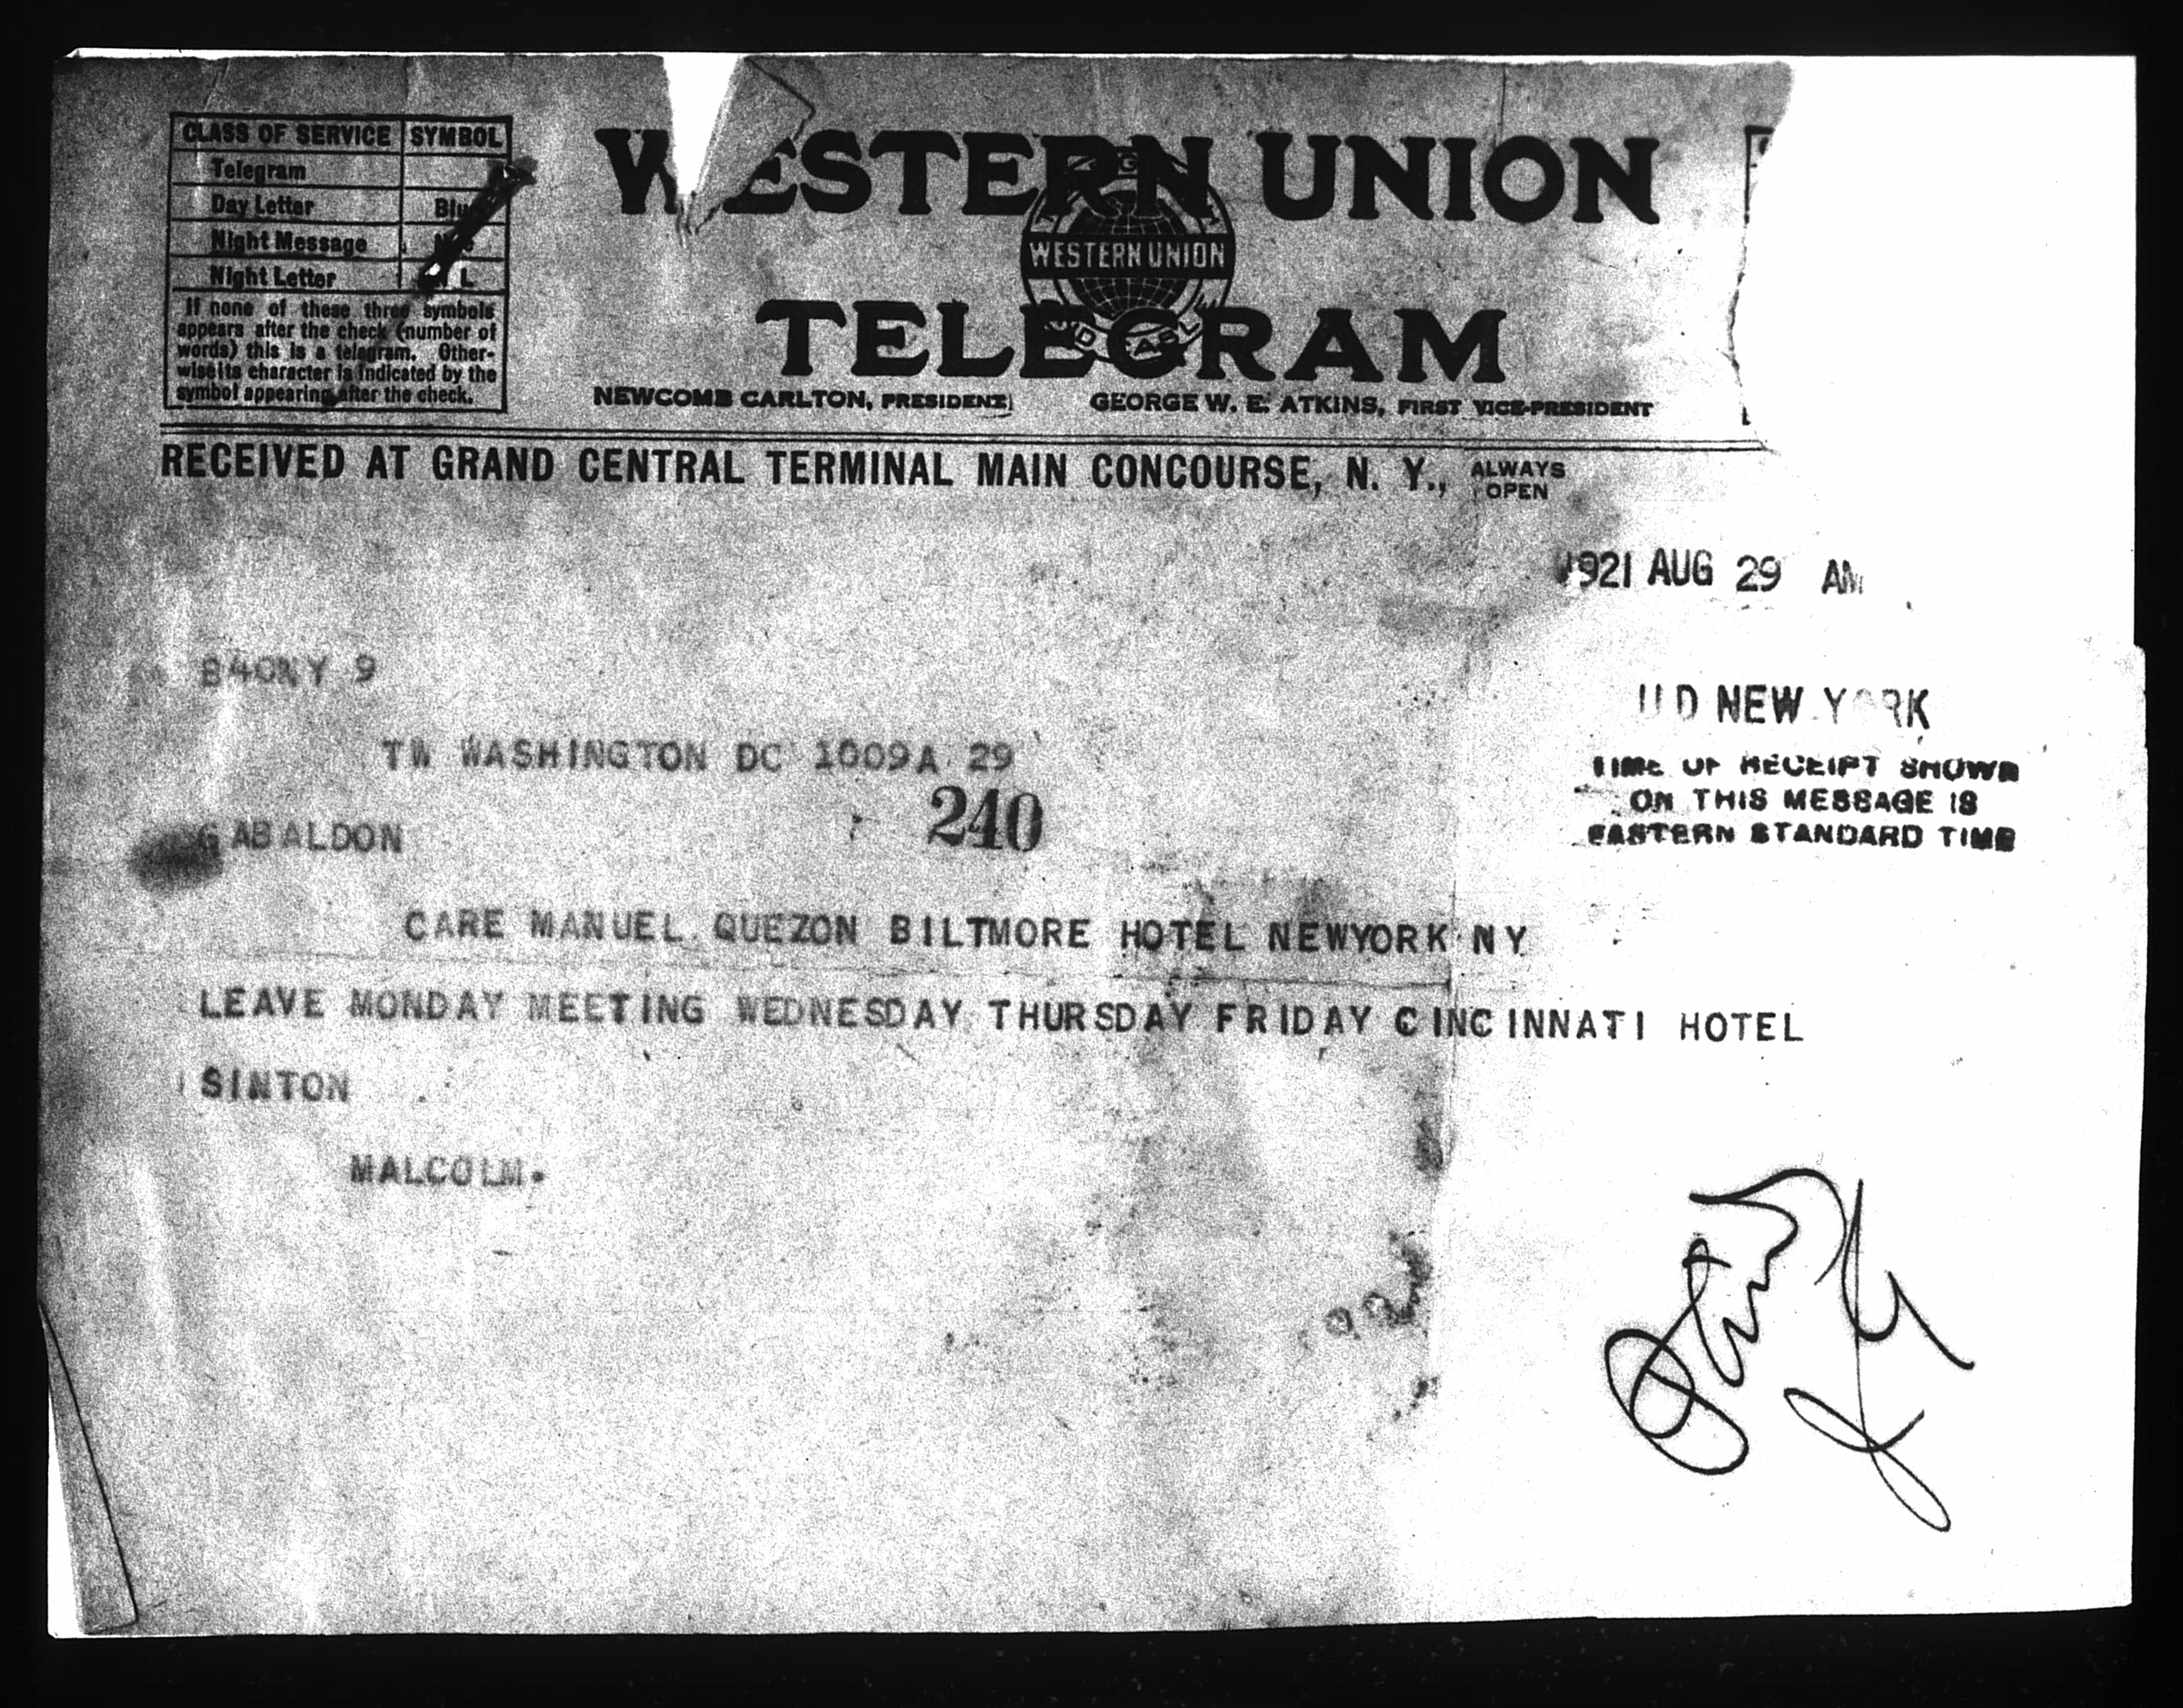 CLASS OF SERVICE SYMBOL
Telegram
Day Letter Blue
Night Message
Night Letter N L
If none of these three symbols
appears after the check (number of
words) this is a telegram. Other-
wise its character is indicated by the
symbol appearing after the check.
WESTERN UNION
WESTERN UNION
TELEGRAM
NEWCOMB CARLTON, PRESIDENT
GEORGE W. E. ATKINS, FIRST VICE-PRESIDENT
RECEIVED AT GRAND CENTRAL TERMINAL MAIN CONCOURSE, N. Y., ALWAYS OPEN
1921 AUG 29 AM
NEW YORK
TIME OF RECEIPT SHOWN
ON THIS MESSAGE IS
EASTERN STANDARD TIME
WASHINGTON DC 1009A 29
240
GABALDON
CARE MANUEL QUEZON BILTMORE HOTEL NEWYORK NY
LEAVE MONDAY MEETING WEDNESDAY THURSDAY FRIDAY CINCINNATI HOTEL
SINTON
MALCOLM.